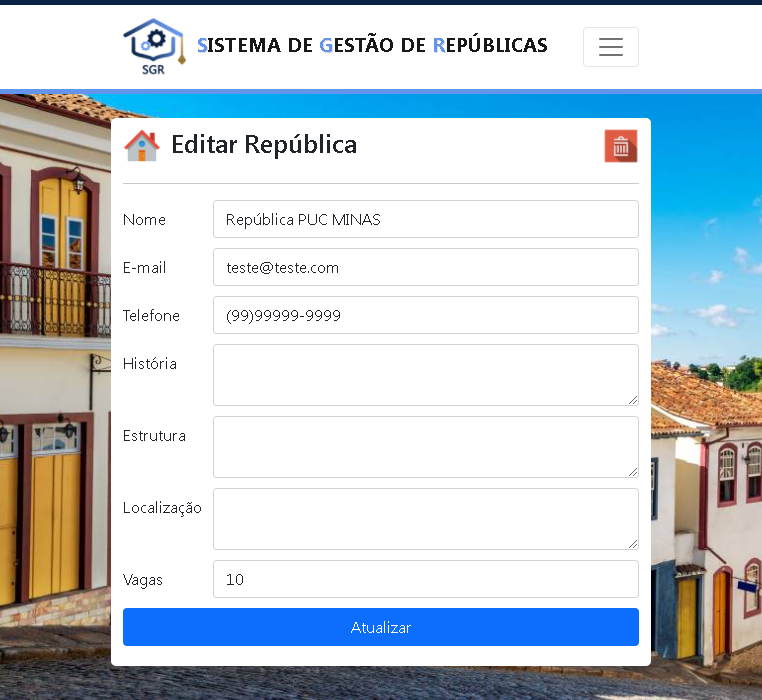 SGR
SISTEMA DE GESTÃO DE REPÚBLICAS
Editar República
Nome
República PUC MINAS
E-mail
teste@teste.com
Telefone
(99)99999-9999
História
Estrutura
Localização
Vagas
10
Atualizar